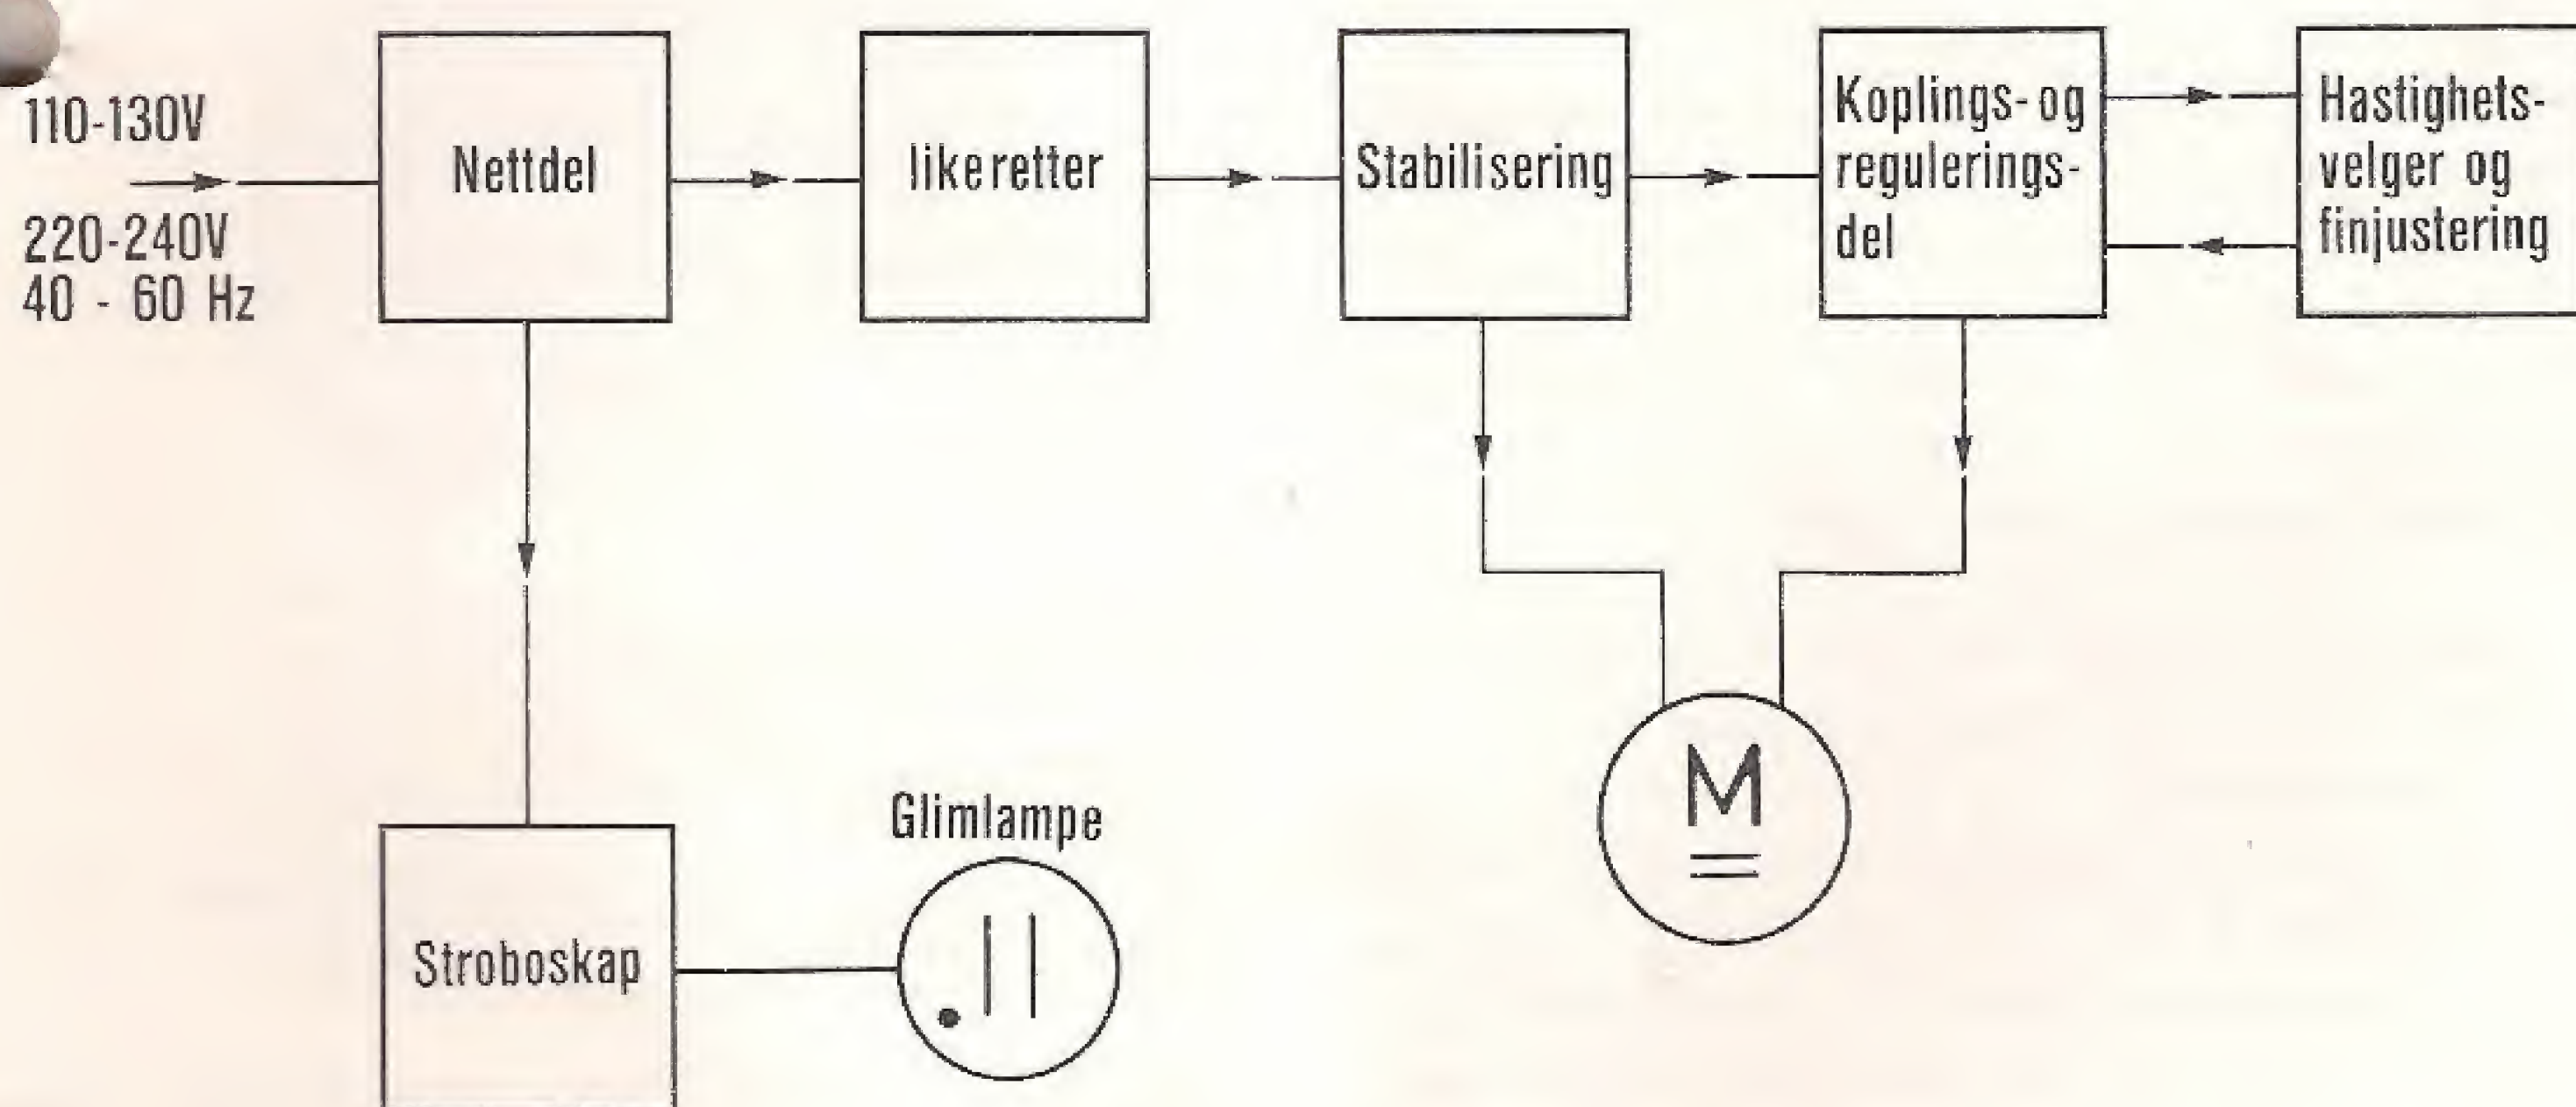 110-130V
220-240V
40 - 60 Hz
Nettdel
likeretter
Stabilisering
Koplings- og
regulerings-
del
Hastighets-
velger og
finjustering
Glimlampe
Stroboskap
M